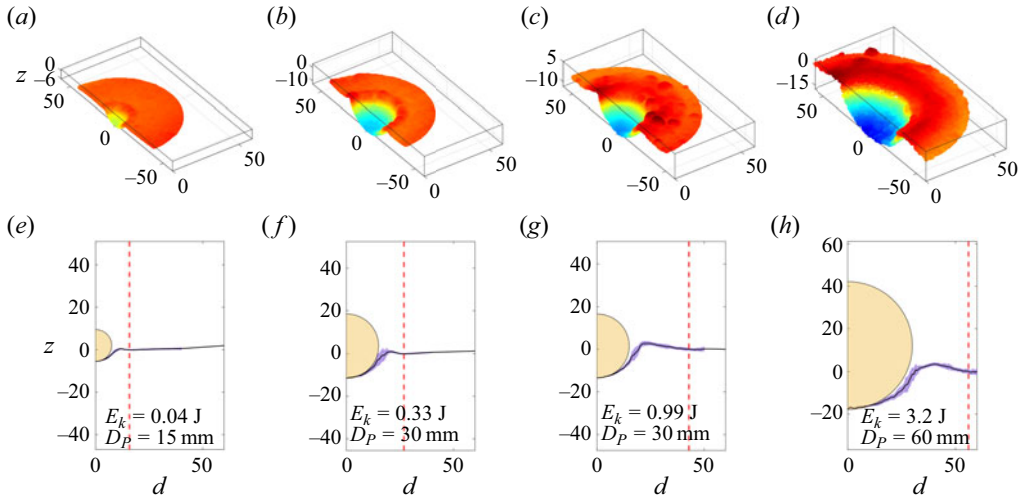 (a) (b) (c) (d)
z 0 −6 50 0 −50 0 50
0 −10 50 0 −50 0 50
5 −10 50 0 −50 0 50
0 −15 50 0 −50 0 50
(e) (f) (g) (h)
z 40 20 0 −20 −40
E_k = 0.04 J
D_P = 15 mm
0 50
d
40 20 0 −20 −40
E_k = 0.33 J
D_P = 30 mm
0 50
d
40 20 0 −20 −40
E_k = 0.99 J
D_P = 30 mm
0 50
d
60 40 20 0 −20
E_k = 3.2 J
D_P = 60 mm
0 50
d